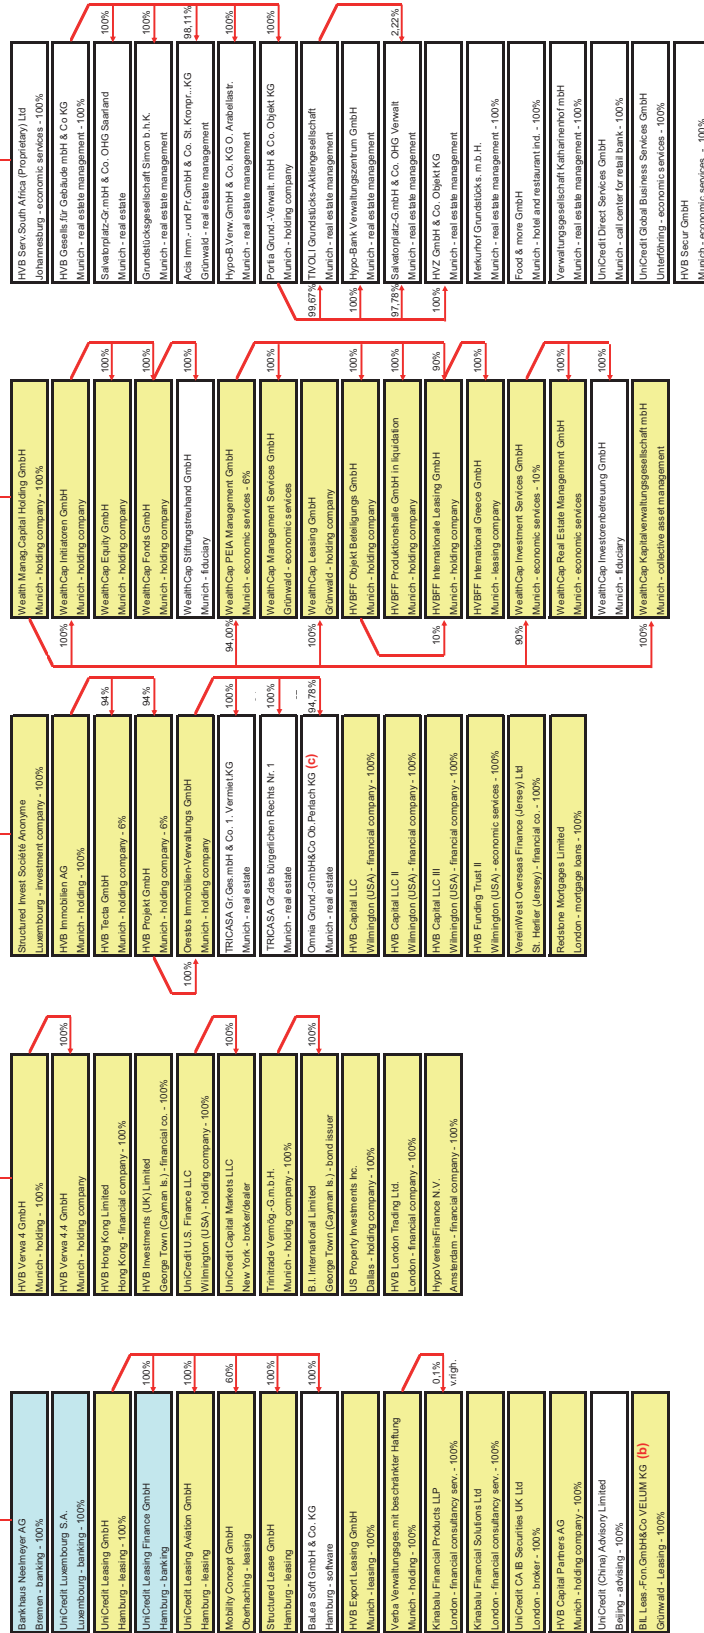 Bankhaus Neelmeyer AG
Bremen - banking - 100%
UniCredit Luxembourg S.A.
Luxembourg - banking - 100%
UniCredit Leasing GmbH
Hamburg - leasing - 100%
UniCredit Leasing Finance GmbH
Hamburg - banking
100%
UniCredit Leasing Aviation GmbH
Hamburg - leasing
100%
Mobility Concept GmbH
Oberhaching - leasing
60%
Structured Lease GmbH
Hamburg - leasing
100%
BaLea Soft GmbH & Co. KG
Hamburg - software
100%
HVB Export Leasing GmbH
Munich - leasing - 100%
Verba Verwaltungsges.mit beschränkter Haftung
Munich - holding - 100%
Kinabalu Financial Products LLP
London - financial consultancy serv. - 100%
0,1%
v.righ.
Kinabalu Financial Solutions Ltd
London - financial consultancy serv. - 100%
UniCredit CA IB Securities UK Ltd
London - broker - 100%
HVB Capital Partners AG
Munich - holding company - 100%
UniCredit (China) Advisory Limited
Beijing - advising - 100%
BIL Leas.-Fon.GmbH&Co VELUM KG (b)
Grünwald - Leasing - 100%
HVB Verwa 4 GmbH
Munich - holding - 100%
HVB Verwa 4.4 GmbH
Munich - holding company
100%
HVB Hong Kong Limited
Hong Kong - financial company - 100%
HVB Investments (UK) Limited
George Town (Cayman Is.) - financial co. - 100%
UniCredit U.S. Finance LLC
Wilmington (USA) - holding company - 100%
UniCredit Capital Markets LLC
New York - broker/dealer
100%
Trinitrade Vermög.-G.m.b.H.
Munich - holding company - 100%
B.I. International Limited
George Town (Cayman Is.) - bond issuer
100%
US Property Investments Inc.
Dallas - holding company - 100%
HVB London Trading Ltd.
London - financial company - 100%
HypoVereinsFinance N.V.
Amsterdam - financial company - 100%
Structured Invest Société Anonyme
Luxembourg - investment company - 100%
HVB Immobilien AG
Munich - holding - 100%
HVB Tecta GmbH
Munich - holding company - 6%
94%
HVB Projekt GmbH
Munich - holding company - 6%
94%
Orestos Immobilien-Verwaltungs GmbH
Munich - holding company
100%
TRICASA Gr.Ges.mbH & Co. 1. Vermiet.KG
Munich - real estate
100%
TRICASA Gr.des bürgerlichen Rechts Nr. 1
Munich - real estate
100%
Omnia Grund.-GmbH&Co Ob.Perlach KG (c)
Munich - real estate
94,78%
HVB Capital LLC
Wilmington (USA) - financial company - 100%
HVB Capital LLC II
Wilmington (USA) - financial company - 100%
HVB Capital LLC III
Wilmington (USA) - financial company - 100%
HVB Funding Trust II
Wilmington (USA) - economic services - 100%
VereinWest Overseas Finance (Jersey) Ltd
St. Herlier (Jersey) - financial co. - 100%
Redstone Mortgages Limited
London - mortgage loans - 100%
Wealth Manag.Capital Holding GmbH
Munich - holding company - 100%
WealthCap Initiatoren GmbH
Munich - holding company
100%
WealthCap Equity GmbH
Munich - holding company
100%
WealthCap Fonds GmbH
Munich - holding company
100%
WealthCap Stiftungstreuhand GmbH
Munich - fiduciary
100%
WealthCap PEIA Management GmbH
Munich - economic services - 6%
94,00%
WealthCap Management Services GmbH
Grünwald - economic services
100%
WealthCap Leasing GmbH
Grünwald - holding company
100%
HVBFF Objekt Beteiligungs GmbH
Munich - holding company
100%
HVBFF Produktionshalle GmbH in liquidation
Munich - holding company
100%
HVBFF Internationale Leasing GmbH
Munich - holding company
10%
90%
HVBFF International Greece GmbH
Munich - leasing company
100%
WealthCap Investment Services GmbH
Munich - economic services - 10%
90%
WealthCap Real Estate Management GmbH
Munich - economic services
100%
WealthCap Investorenbetreuung GmbH
Munich - fiduciary
100%
WealthCap Kapitalverwaltungsgesellschaft mbH
Munich - collective asset management
100%
HVB Serv.South Africa (Proprietary) Ltd
Johannesburg - economic services - 100%
HVB Gesells für Gebäude mbH & Co KG
Munich - real estate management - 100%
Salvatorplatz-Gr.mbH & Co. OHG Saarland
Munich - real estate
100%
Grundstücksgesellschaft Simon b.h.K.
Munich - real estate management
100%
Acis Imm.- und Pr.GmbH & Co. St. Kronpr...KG
Grünwald - real estate management
98,11%
Hypo-B.Verw.GmbH & Co. KG O. Arabellastr.
Munich - real estate management
100%
Portia Grund.-Verwalt. mbH & Co. Objekt KG
Munich - holding company
100%
TIVOLI Grundstücks-Aktiengesellschaft
Munich - real estate management
99,67%
Hypo-Bank Verwaltungszentrum GmbH
Munich - real estate management
100%
Salvatorplatz-G.mbH & Co. OHG Verwalt
Munich - real estate management
97,78%
2,22%
HVZ GmbH & Co. Objekt KG
Munich - real estate management
100%
Merkurhof Grundstücks. m.b.H.
Munich - real estate management - 100%
Food & more GmbH
Munich - hotel and restaurant ind. - 100%
Verwaltungsgesellschaft Katharinenhof mbH
Munich - real estate management - 100%
UniCredit Direct Services GmbH
Munich - call center for retail bank - 100%
UniCredit Global Business Services GmbH
Unterföhring - economic services - 100%
HVB Secur GmbH
Munich - economic services - 100%